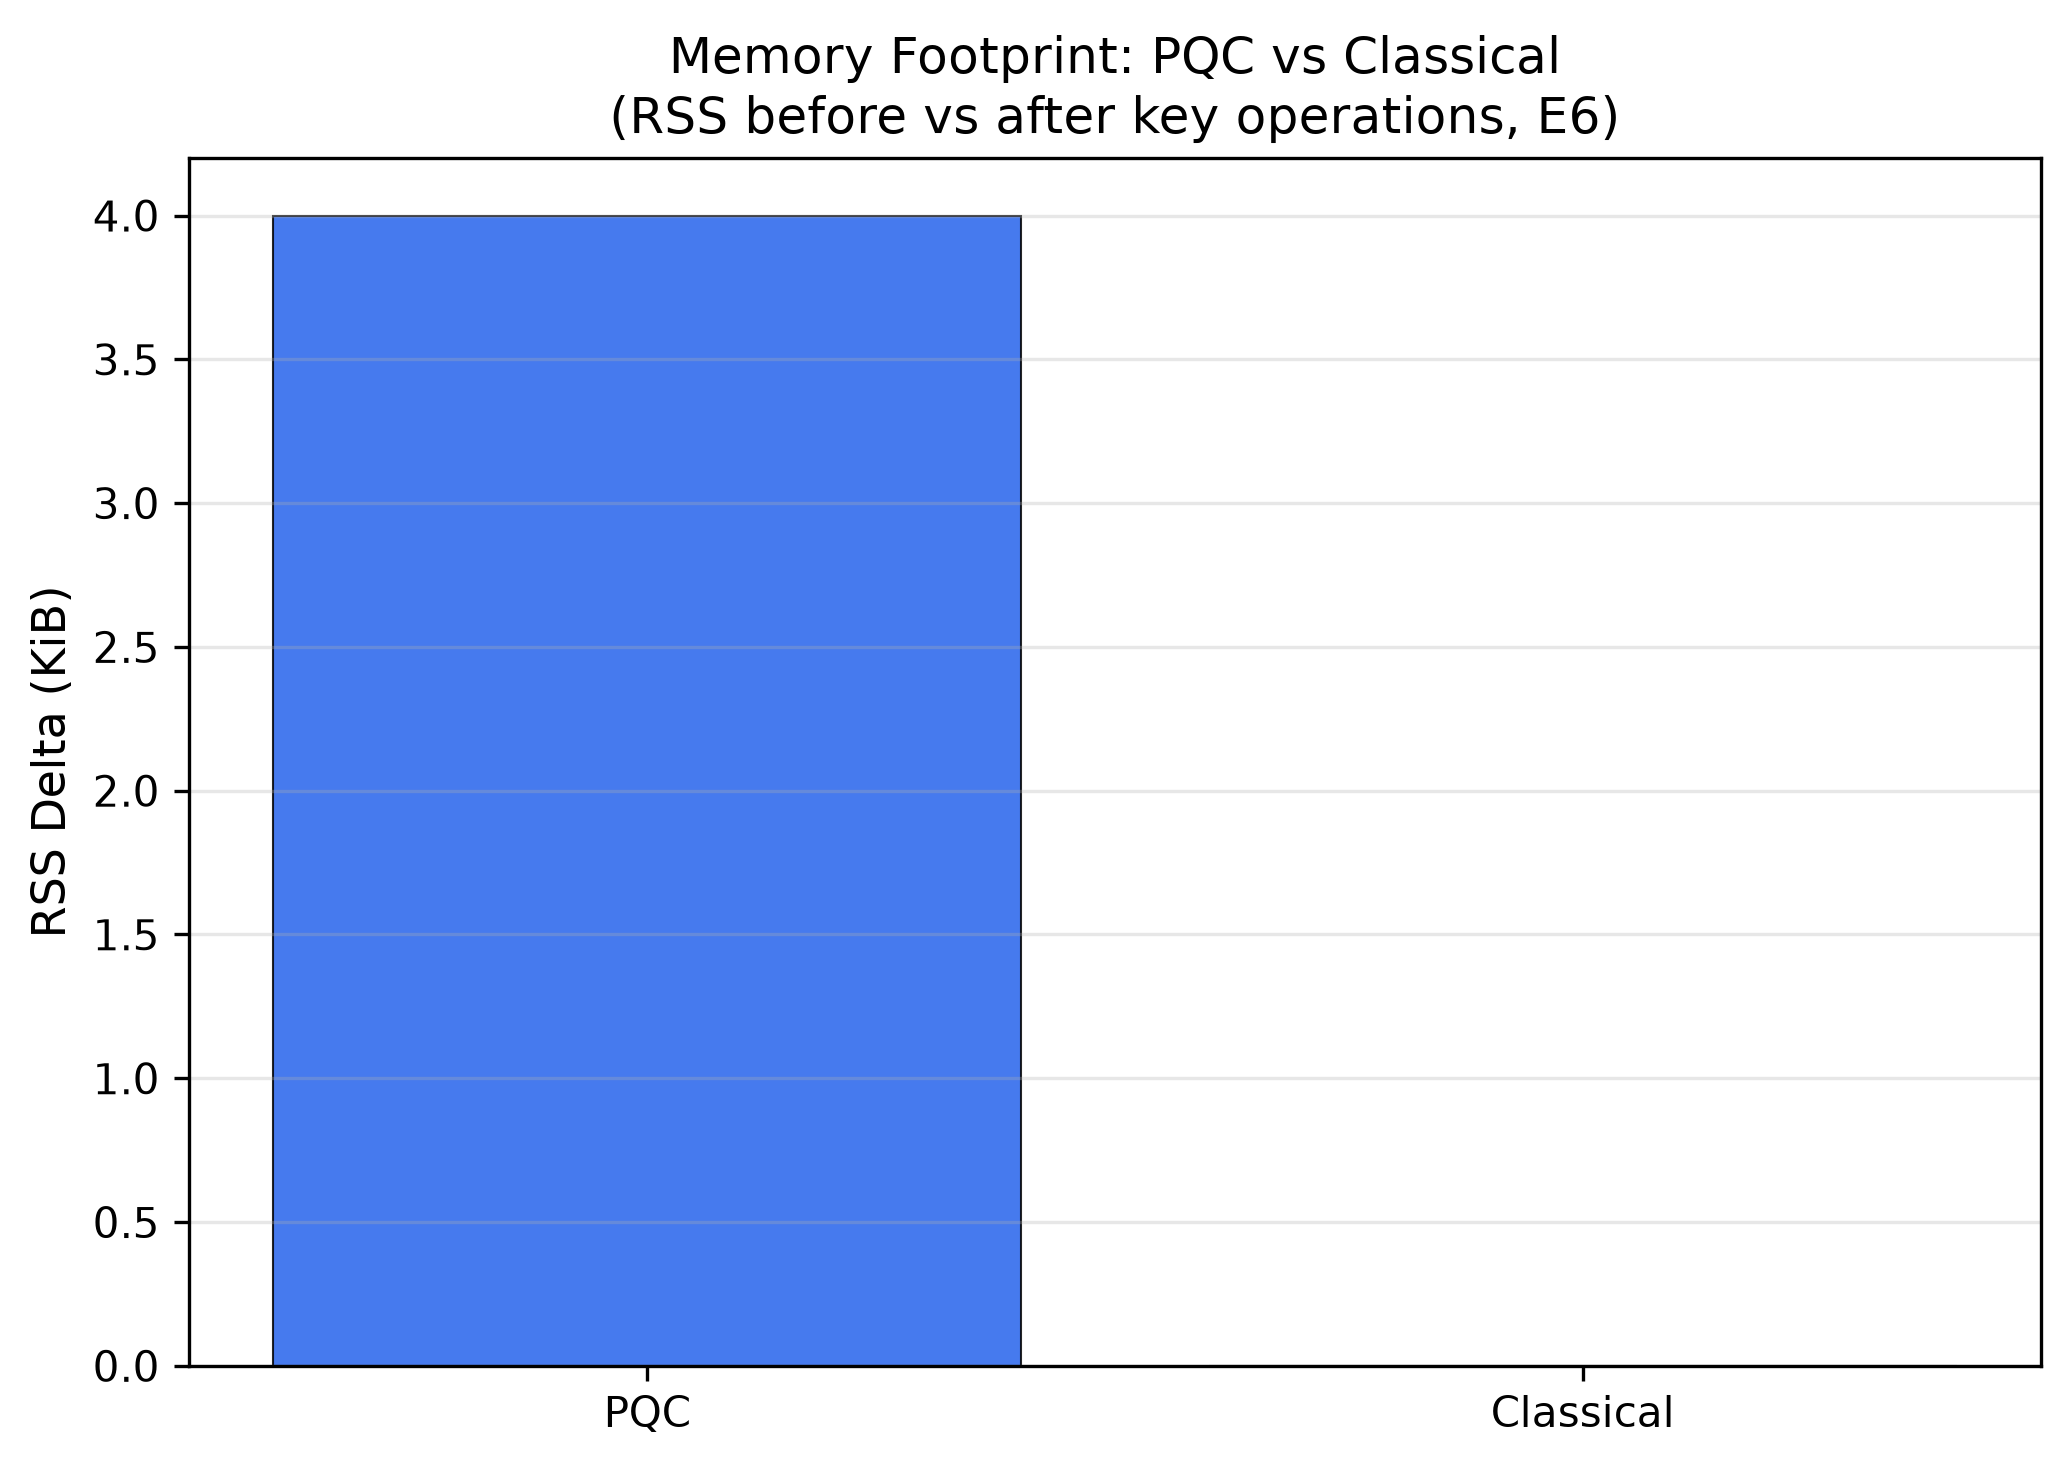 Memory Footprint: PQC vs Classical
(RSS before vs after key operations, E6)
RSS Delta (KiB)
4.0
3.5
3.0
2.5
2.0
1.5
1.0
0.5
0.0
PQC
Classical